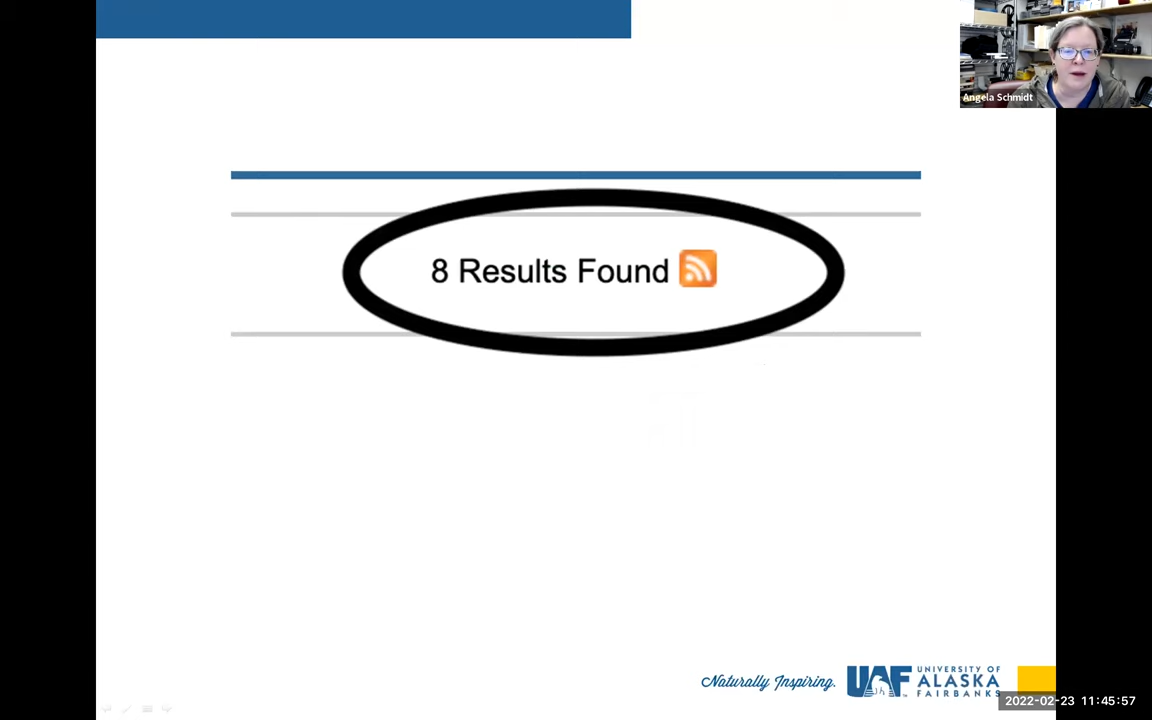 Angela Schmidt
8 Results Found
Naturally Inspiring.
UAF
UNIVERSITY OF
ALASKA
FAIRBANKS
2022-02-23 11:45:57